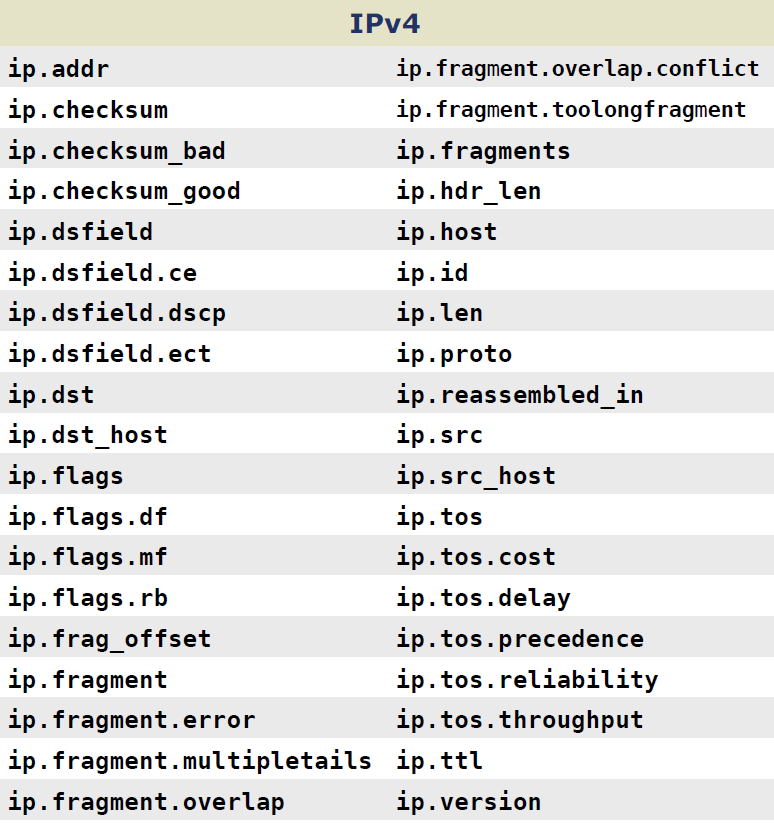 IPv4
ip.addr ip.fragment.overlap.conflict
ip.checksum ip.fragment.toolongfragment
ip.checksum_bad ip.fragments
ip.checksum_good ip.hdr_len
ip.dsfield ip.host
ip.dsfield.ce ip.id
ip.dsfield.dscp ip.len
ip.dsfield.ect ip.proto
ip.dst ip.reassembled_in
ip.dst_host ip.src
ip.flags ip.src_host
ip.flags.df ip.tos
ip.flags.mf ip.tos.cost
ip.flags.rb ip.tos.delay
ip.frag_offset ip.tos.precedence
ip.fragment ip.tos.reliability
ip.fragment.error ip.tos.throughput
ip.fragment.multipletails ip.ttl
ip.fragment.overlap ip.version